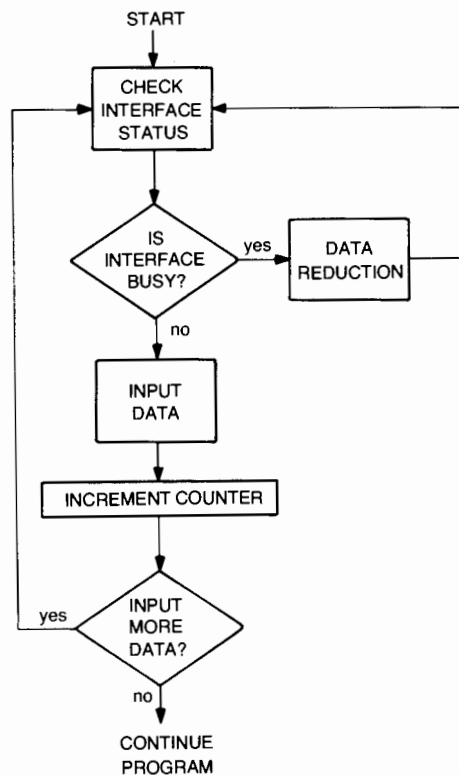 START
CHECK
INTERFACE
STATUS
IS
INTERFACE
BUSY?
yes
DATA
REDUCTION
no
INPUT
DATA
INCREMENT COUNTER
INPUT
MORE
DATA?
yes
no
CONTINUE
PROGRAM